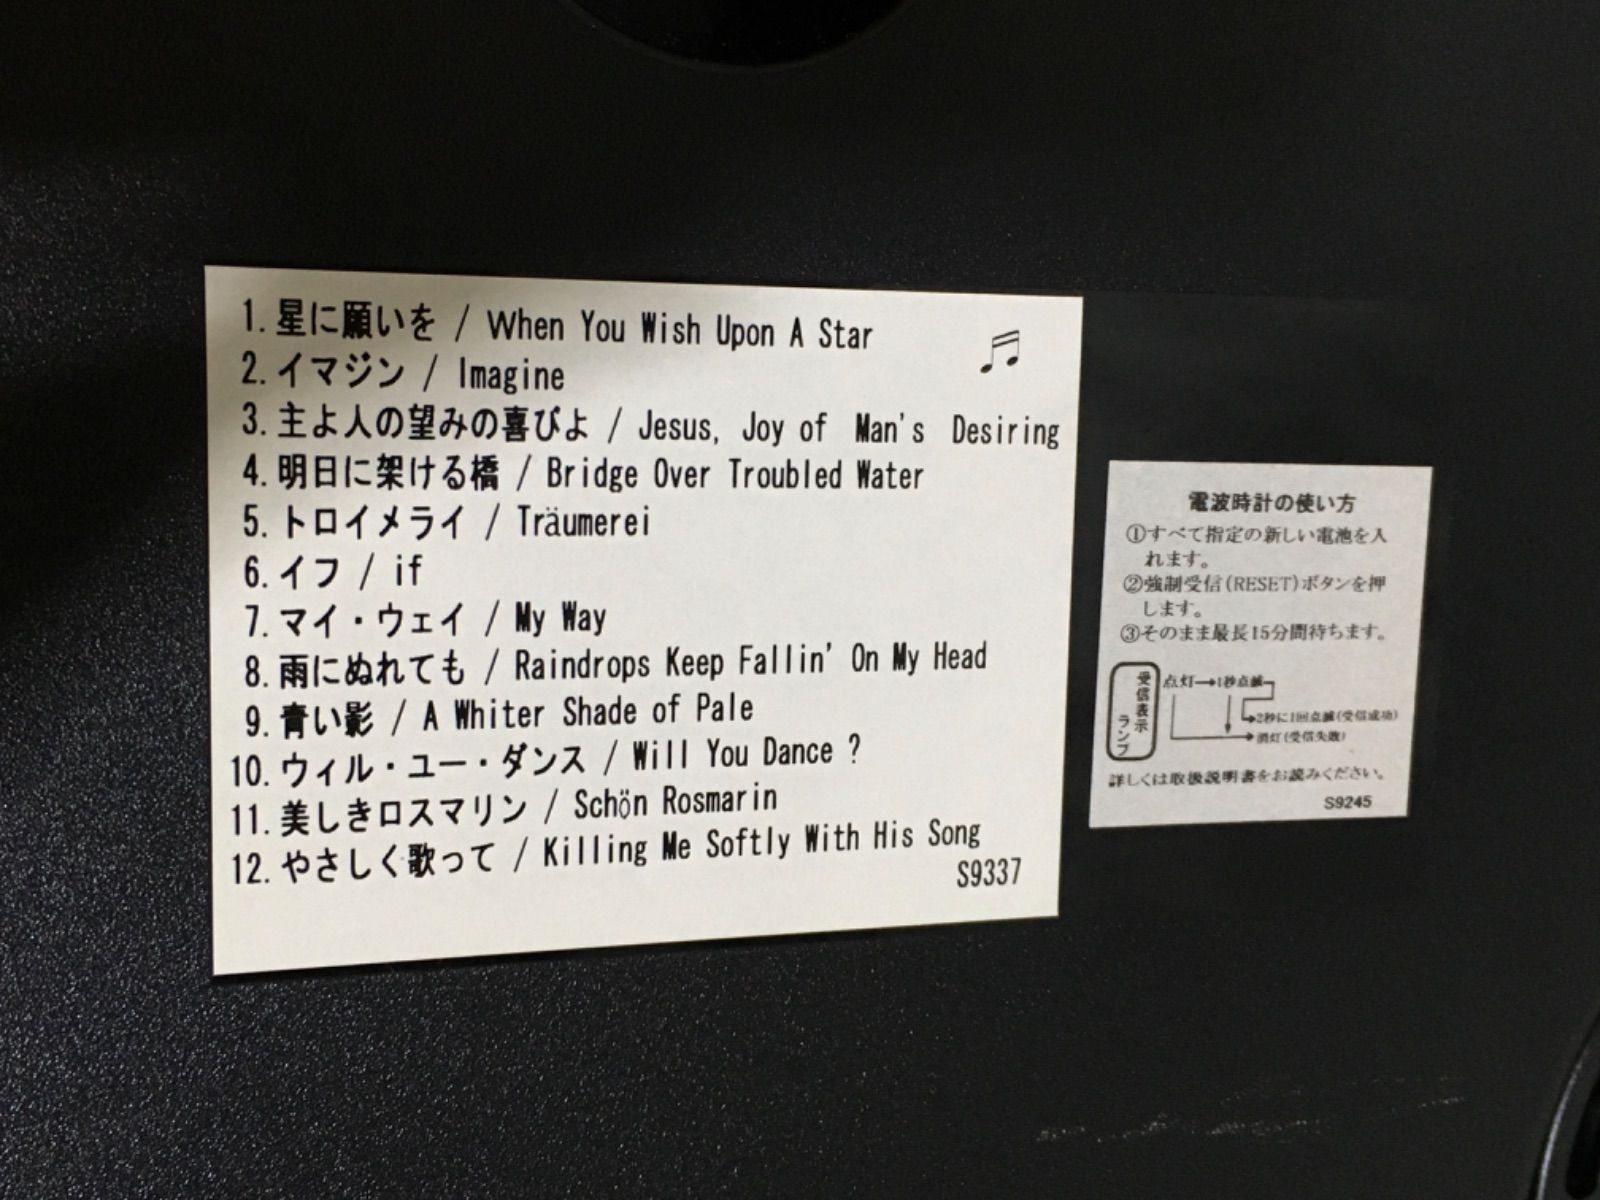 1. 星に願いを / When You Wish Upon A Star
2. イマジン / Imagine
3. 主よ人の望みの喜びよ / Jesus, Joy of Man's Desiring
4. 明日に架ける橋 / Bridge Over Troubled Water
5. トロイメライ / Träumerei
6. イフ / if
7. マイ・ウェイ / My Way
8. 雨にぬれても / Raindrops Keep Fallin' On My Head
9. 青い影 / A Whiter Shade of Pale
10. ウィル・ユー・ダンス / Will You Dance ?
11. 美しきロスマリン / Schön Rosmarin
12. やさしく歌って / Killing Me Softly With His Song
S9337
電波時計の使い方
①すべて指定の新しい電池を入
れます。
②強制受信(RESET)ボタンを押
します。
③そのまま最長15分間待ちます。
受信表示
ランプ
点灯→1秒点滅
→2秒に1回点滅(受信成功)
→消灯(受信失敗)
詳しくは取扱説明書をお読みください。
S9245